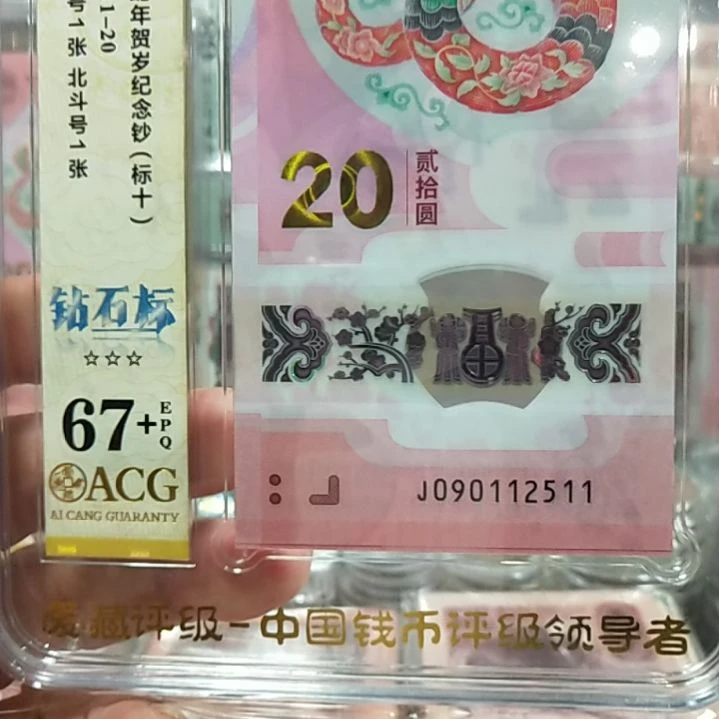 年贺岁纪念钞（标十）
1-20
号1张 北斗号1张
钻石标
☆☆☆
67+
EPQ
ACG
AI CANG GUARANTY
20
贰拾圆
J090112511
爱藏评级-中国钱币评级领导者